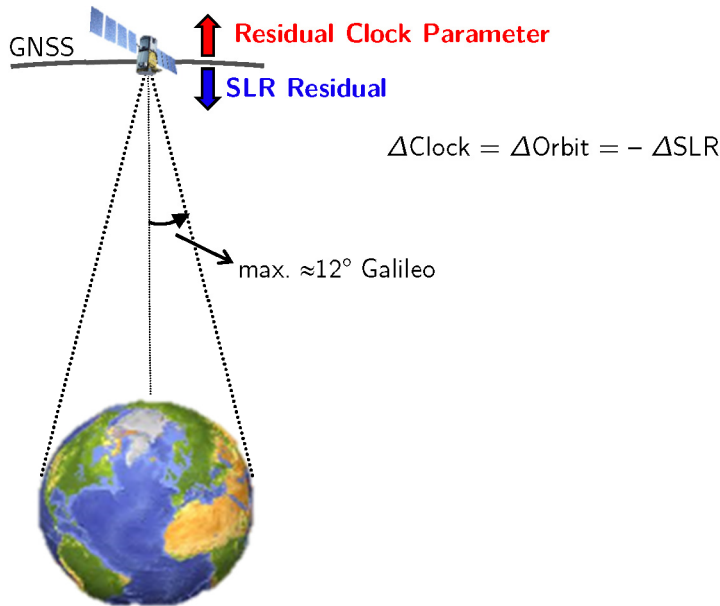 GNSS
Residual Clock Parameter
SLR Residual
ΔClock = ΔOrbit = – ΔSLR
max. ≈12° Galileo